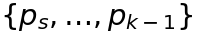 {p_s, ..., p_{k-1}}